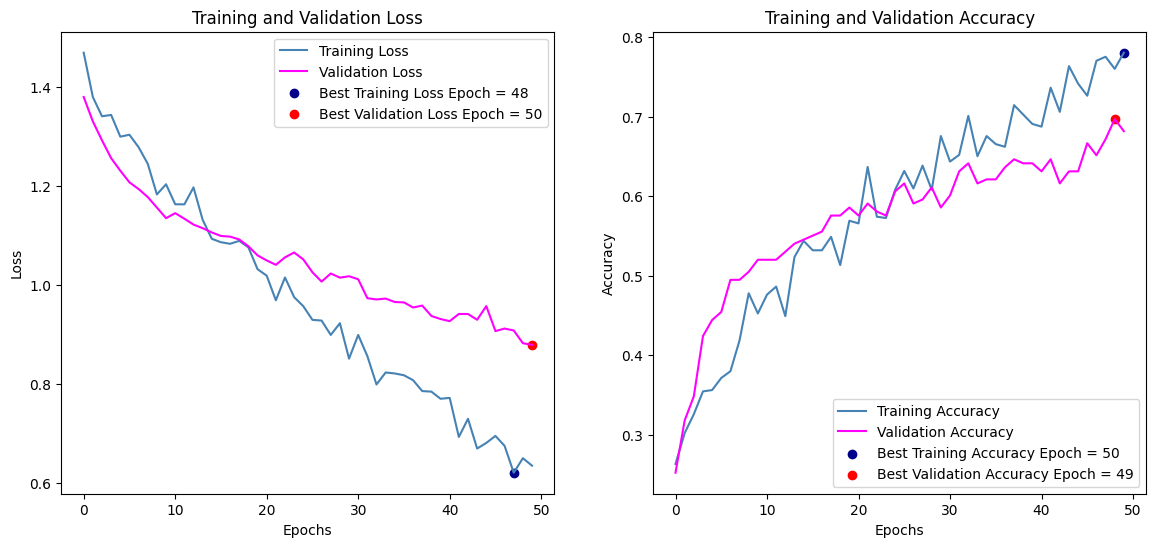 Training and Validation Loss
Training Loss
Validation Loss
Best Training Loss Epoch = 48
Best Validation Loss Epoch = 50
1.4
1.2
1.0
0.8
0.6
Loss
0
10
20
30
40
50
Epochs
Training and Validation Accuracy
0.8
0.7
0.6
0.5
0.4
0.3
Accuracy
Training Accuracy
Validation Accuracy
Best Training Accuracy Epoch = 50
Best Validation Accuracy Epoch = 49
0
10
20
30
40
50
Epochs